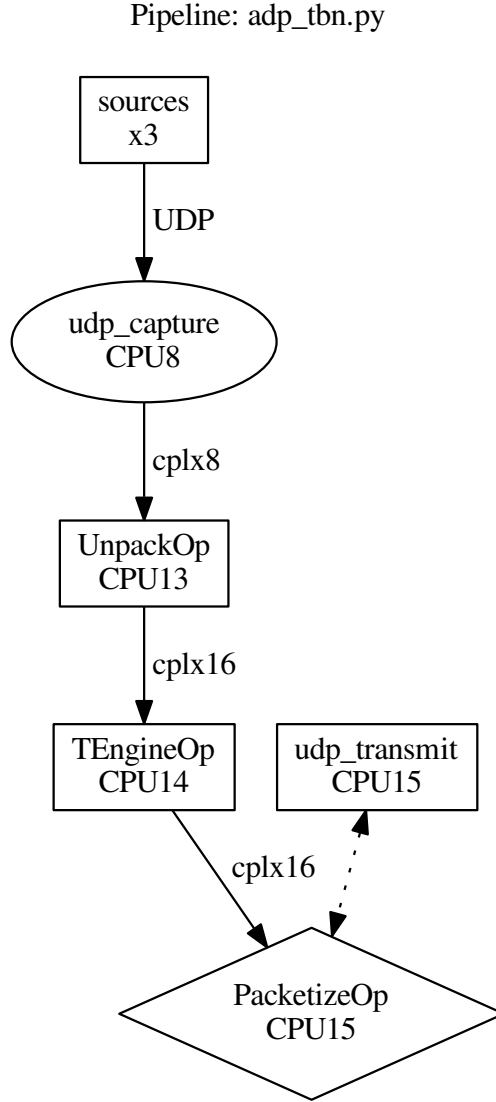 Pipeline: adp_tbn.py
sources
x3
UDP
udp_capture
CPU8
cplx8
UnpackOp
CPU13
cplx16
TEngineOp
CPU14
udp_transmit
CPU15
cplx16
PacketizeOp
CPU15